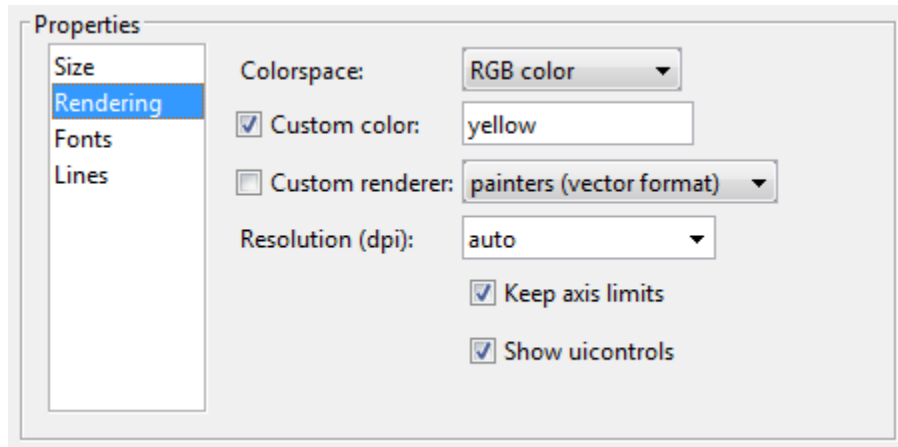 Properties
Size
Rendering
Fonts
Lines
Colorspace: RGB color
Custom color: yellow
Custom renderer: painters (vector format)
Resolution (dpi): auto
Keep axis limits
Show uicontrols